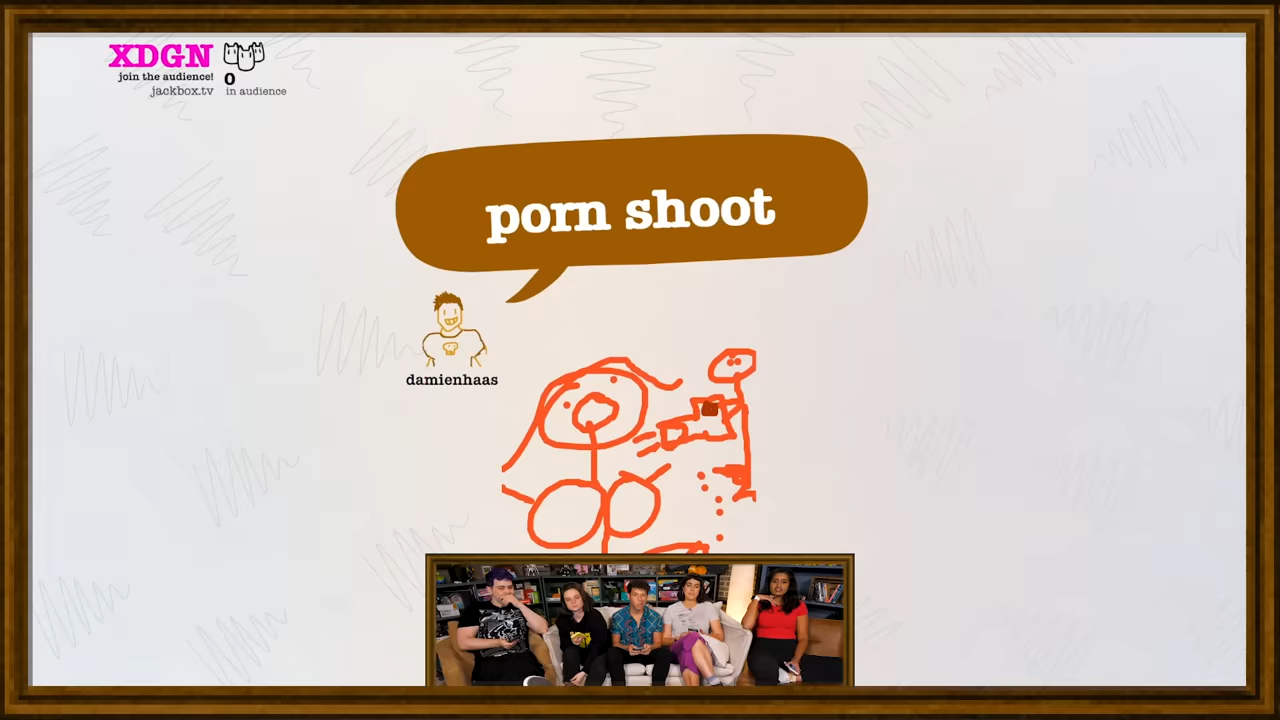 XDGN
join the audience!
jackbox.tv
0
in audience
porn shoot
damienhaas